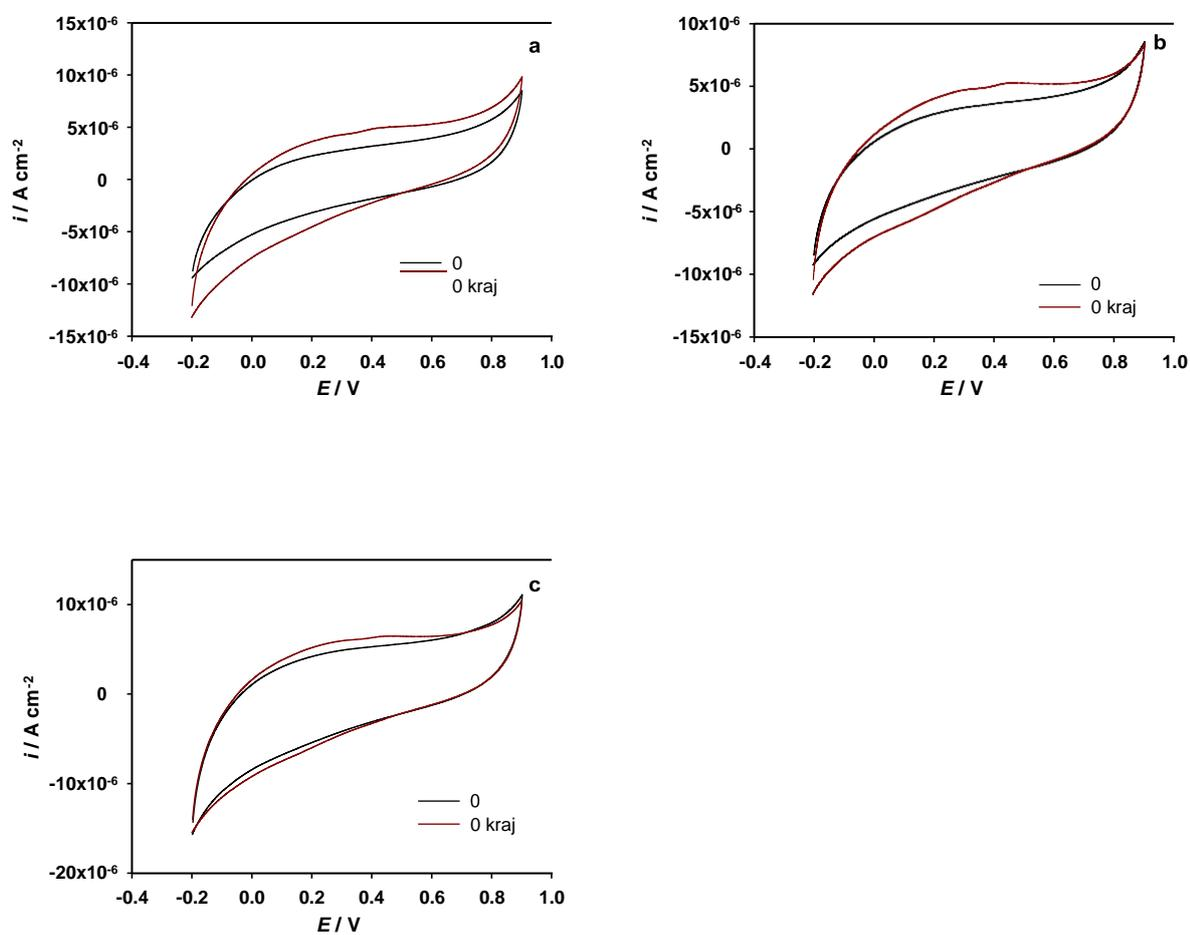 a
15x10⁻⁶
10x10⁻⁶
5x10⁻⁶
0
-5x10⁻⁶
-10x10⁻⁶
-15x10⁻⁶
i / A cm⁻²
0
0 kraj
-0.4 -0.2 0.0 0.2 0.4 0.6 0.8 1.0
E / V
b
10x10⁻⁶
5x10⁻⁶
0
-5x10⁻⁶
-10x10⁻⁶
-15x10⁻⁶
i / A cm⁻²
0
0 kraj
-0.4 -0.2 0.0 0.2 0.4 0.6 0.8 1.0
E / V
c
10x10⁻⁶
0
-10x10⁻⁶
-20x10⁻⁶
i / A cm⁻²
0
0 kraj
-0.4 -0.2 0.0 0.2 0.4 0.6 0.8 1.0
E / V